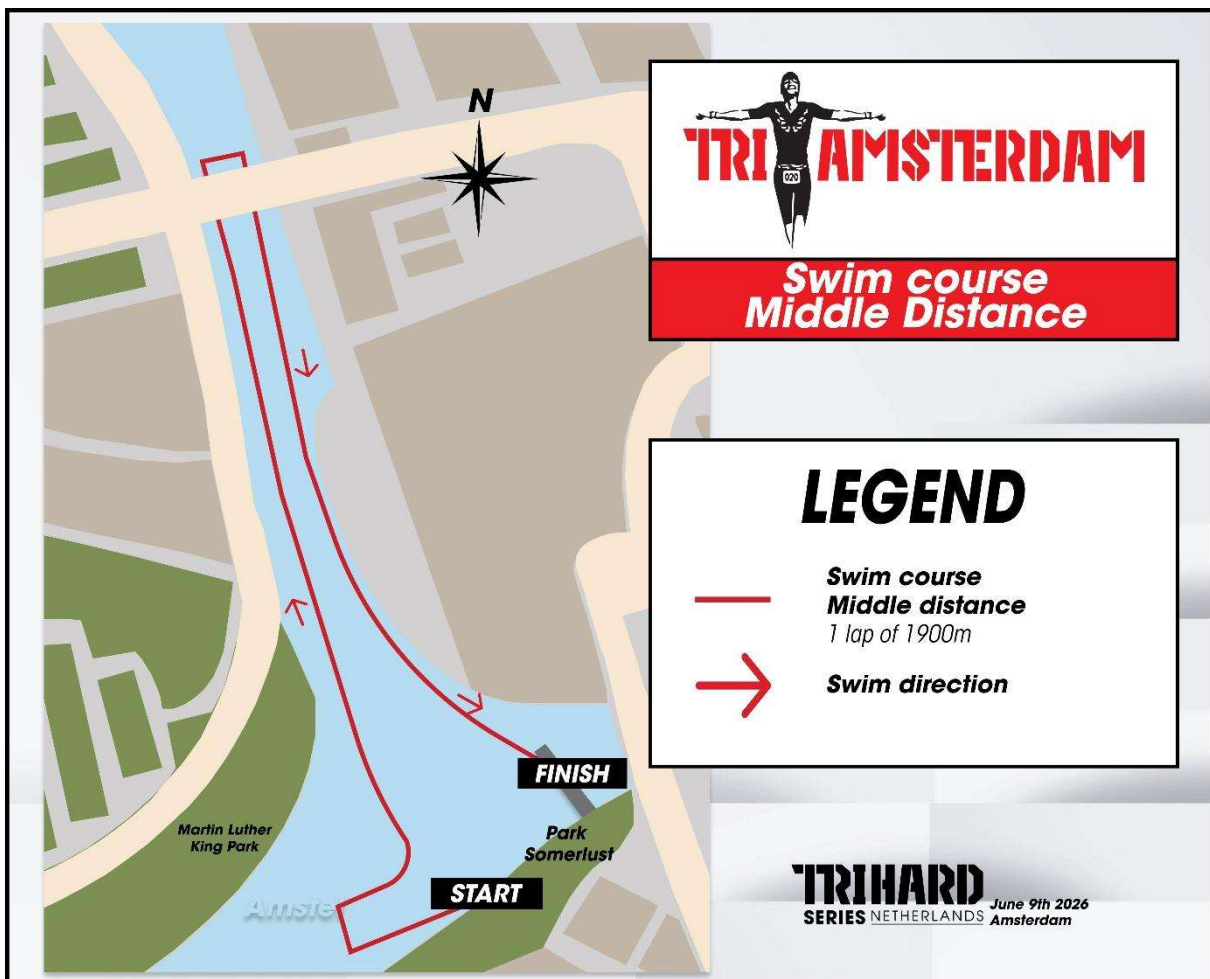 N
TRI AMSTERDAM
020
Swim course
Middle Distance
LEGEND
Swim course
Middle distance
1 lap of 1900m
Swim direction
FINISH
Martin Luther
King Park
Park
Somerlust
START
Amste
TRIHARD
SERIES NETHERLANDS
June 9th 2026
Amsterdam